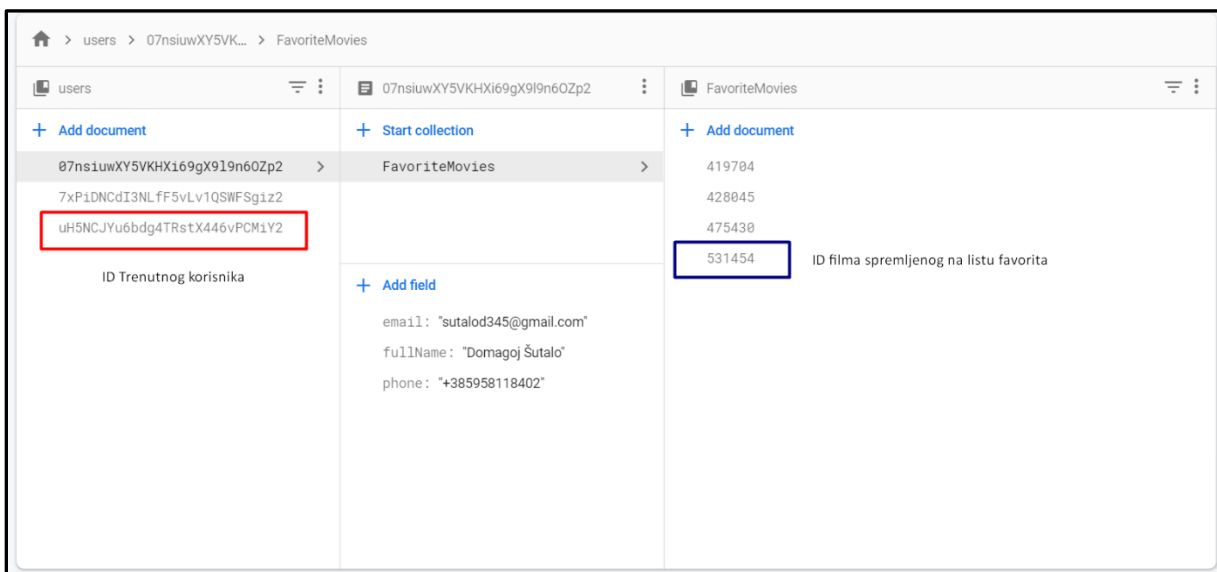 users > 07nsiuwXY5VK... > FavoriteMovies
users
+ Add document
07nsiuwXY5VKHXi69gX9l9n6OZp2 >
7xPiDNCdI3NLfF5vLv1QSWFSgiz2
uH5NCJYu6bdg4TRstX446vPCMiY2
ID Trenutnog korisnika
07nsiuwXY5VKHXi69gX9l9n6OZp2
+ Start collection
FavoriteMovies >
+ Add field
email: "sutalod345@gmail.com"
fullName: "Domagoj Šutalo"
phone: "+385958118402"
FavoriteMovies
+ Add document
419704
428045
475430
531454
ID filma spremljenog na listu favorita